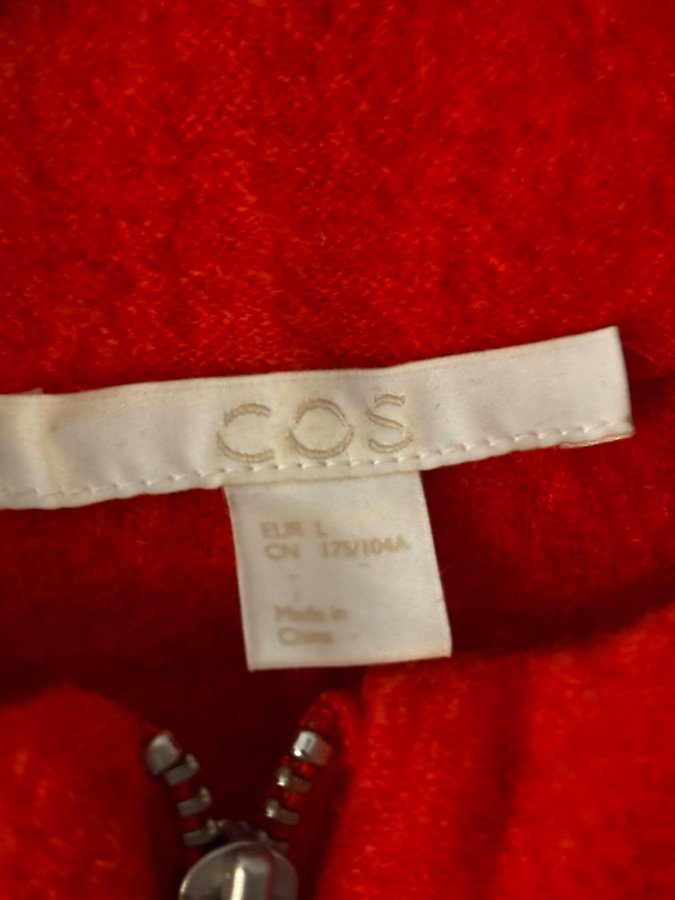 COS
EUR L
CN 175/104A
Made in
China